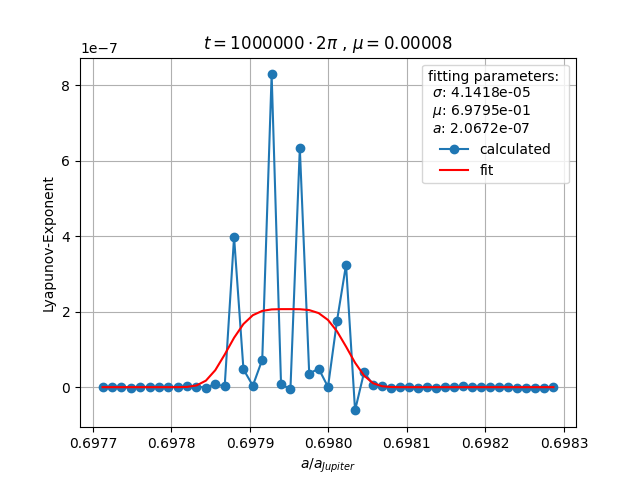 t = 1000000 · 2π , μ = 0.00008
1e−7
fitting parameters:
σ: 4.1418e-05
μ: 6.9795e-01
a: 2.0672e-07
calculated
fit
8
6
4
2
0
Lyapunov-Exponent
0.6977 0.6978 0.6979 0.6980 0.6981 0.6982 0.6983
a/a_Jupiter